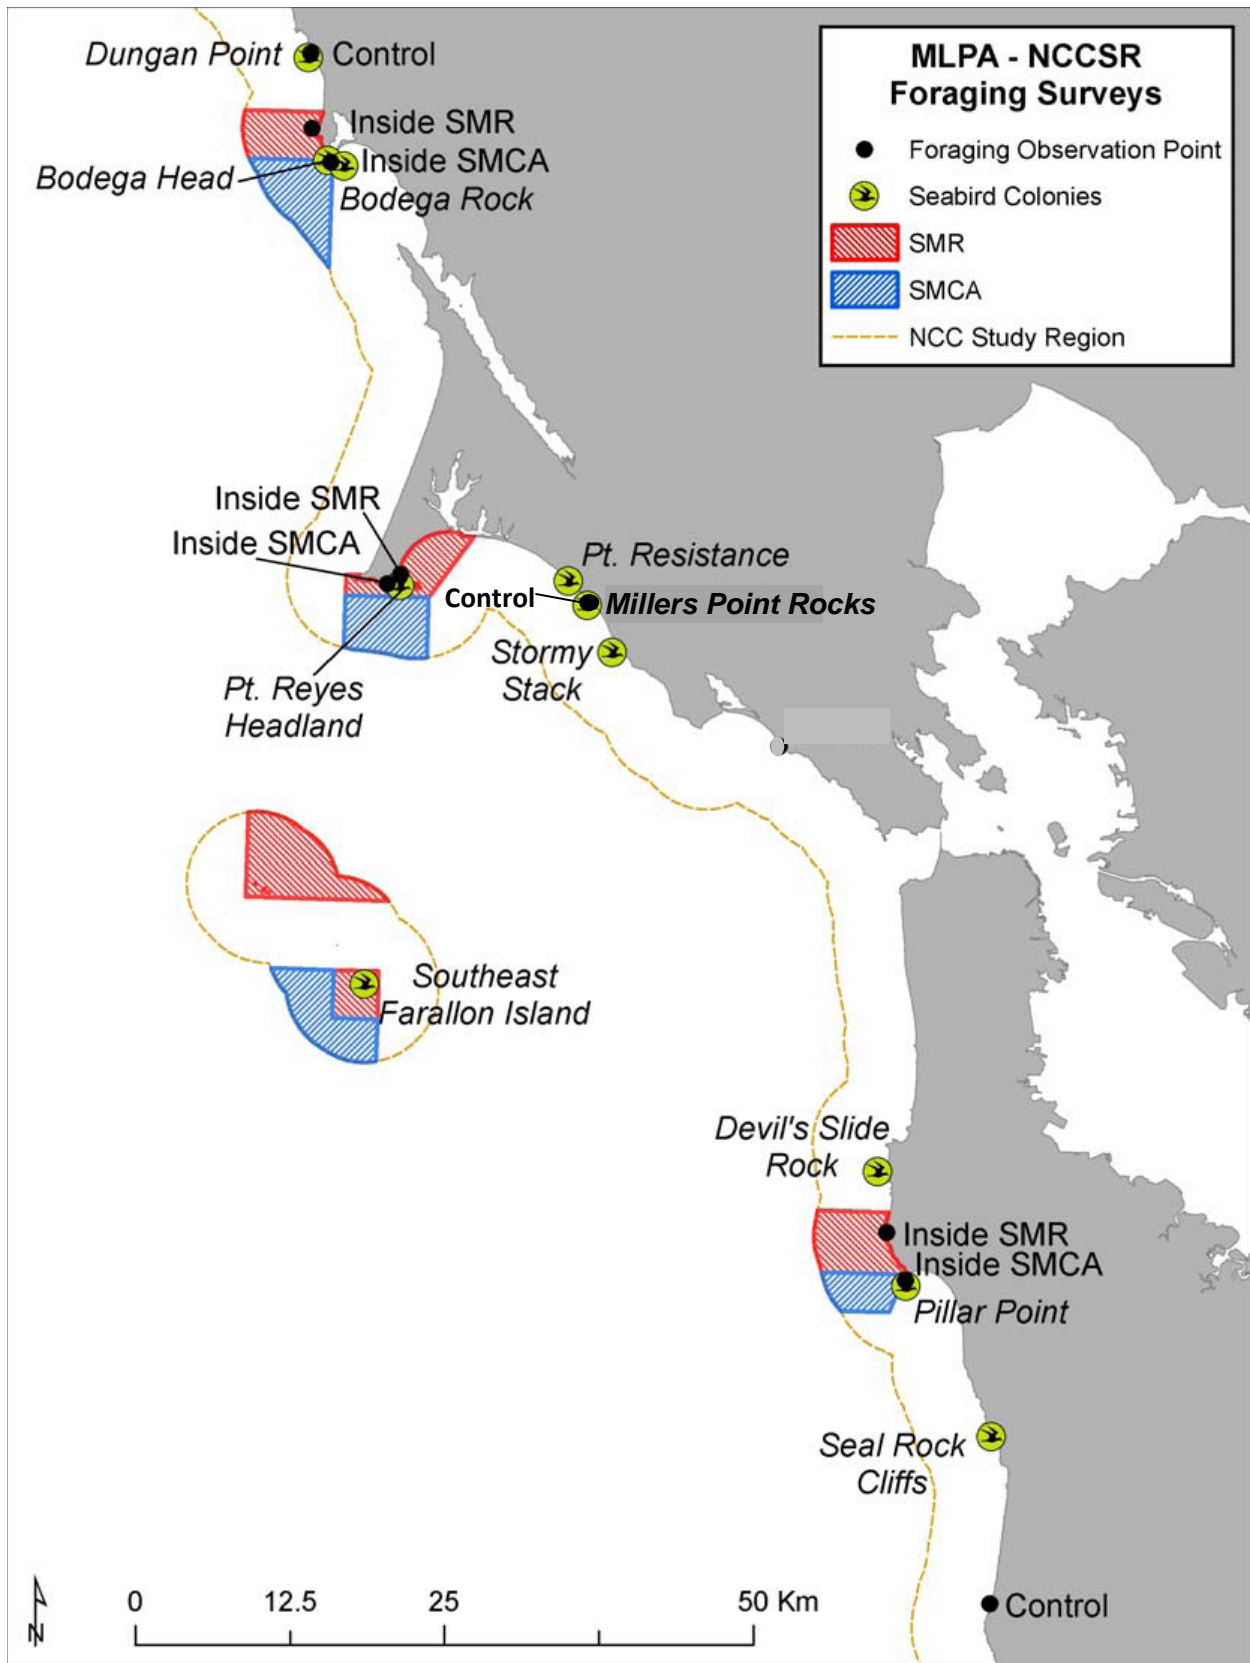 MLPA - NCCSR
Foraging Surveys
Foraging Observation Point
Seabird Colonies
SMR
SMCA
NCC Study Region
Dungan Point
Control
Inside SMR
Inside SMCA
Bodega Head
Bodega Rock
Inside SMR
Inside SMCA
Pt. Resistance
Control
Millers Point Rocks
Stormy
Stack
Pt. Reyes
Headland
Southeast
Farallon Island
Devil's Slide
Rock
Inside SMR
Inside SMCA
Pillar Point
Seal Rock
Cliffs
Control
0 12.5 25 50 Km
N